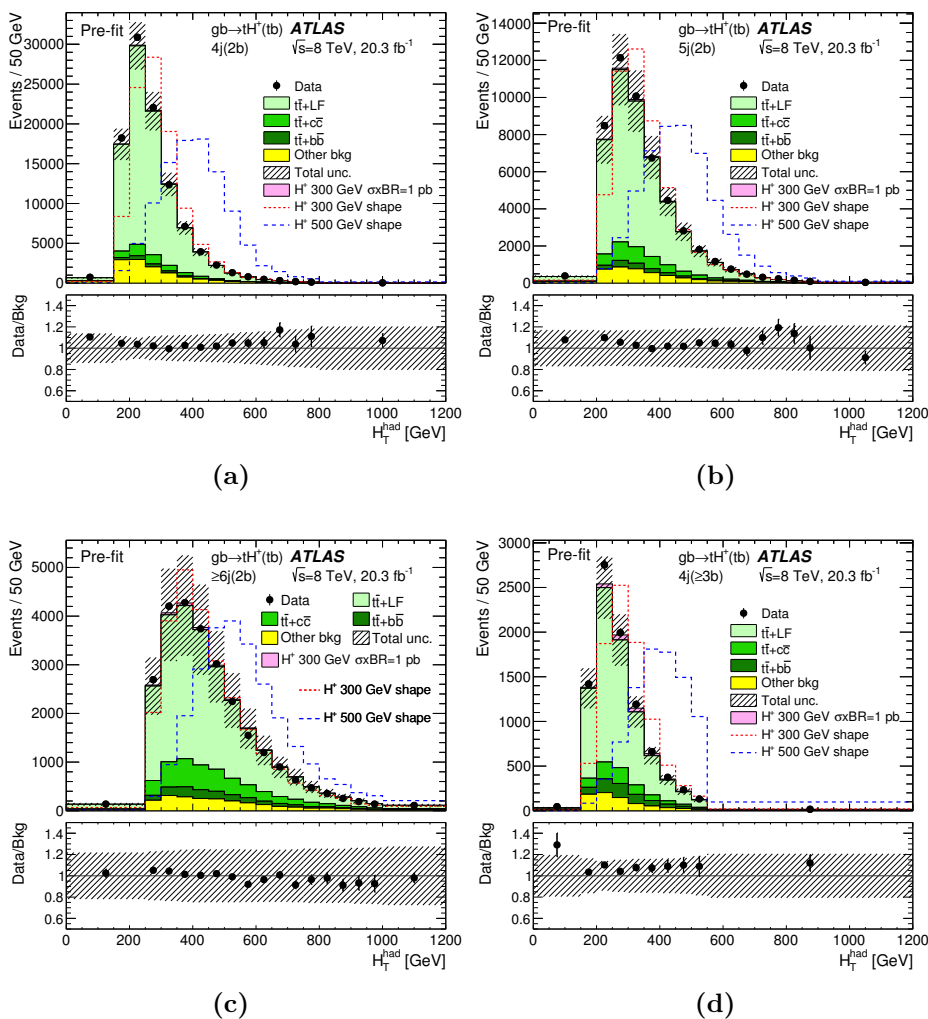 Pre-fit
gb→tH⁺(tb) ATLAS
4j(2b) √s=8 TeV, 20.3 fb⁻¹
Data
tt̄+LF
tt̄+cc̄
tt̄+bb̄
Other bkg
Total unc.
H⁺ 300 GeV σxBR=1 pb
H⁺ 300 GeV shape
H⁺ 500 GeV shape
Events / 50 GeV
30000
25000
20000
15000
10000
5000
0
Data/Bkg
1.4
1.2
1
0.8
0.6
0 200 400 600 800 1000 1200
H_T^had [GeV]
(a)
Pre-fit
gb→tH⁺(tb) ATLAS
5j(2b) √s=8 TeV, 20.3 fb⁻¹
Data
tt̄+LF
tt̄+cc̄
tt̄+bb̄
Other bkg
Total unc.
H⁺ 300 GeV σxBR=1 pb
H⁺ 300 GeV shape
H⁺ 500 GeV shape
Events / 50 GeV
14000
12000
10000
8000
6000
4000
2000
0
Data/Bkg
1.4
1.2
1
0.8
0.6
0 200 400 600 800 1000 1200
H_T^had [GeV]
(b)
Pre-fit
gb→tH⁺(tb) ATLAS
≥6j(2b) √s=8 TeV, 20.3 fb⁻¹
Data tt̄+LF
tt̄+cc̄ tt̄+bb̄
Other bkg Total unc.
H⁺ 300 GeV σxBR=1 pb
H⁺ 300 GeV shape
H⁺ 500 GeV shape
Events / 50 GeV
5000
4000
3000
2000
1000
0
Data/Bkg
1.4
1.2
1
0.8
0.6
0 200 400 600 800 1000 1200
H_T^had [GeV]
(c)
Pre-fit
gb→tH⁺(tb) ATLAS
4j(≥3b) √s=8 TeV, 20.3 fb⁻¹
Data
tt̄+LF
tt̄+cc̄
tt̄+bb̄
Other bkg
Total unc.
H⁺ 300 GeV σxBR=1 pb
H⁺ 300 GeV shape
H⁺ 500 GeV shape
Events / 50 GeV
3000
2500
2000
1500
1000
500
0
Data/Bkg
1.4
1.2
1
0.8
0.6
0 200 400 600 800 1000 1200
H_T^had [GeV]
(d)